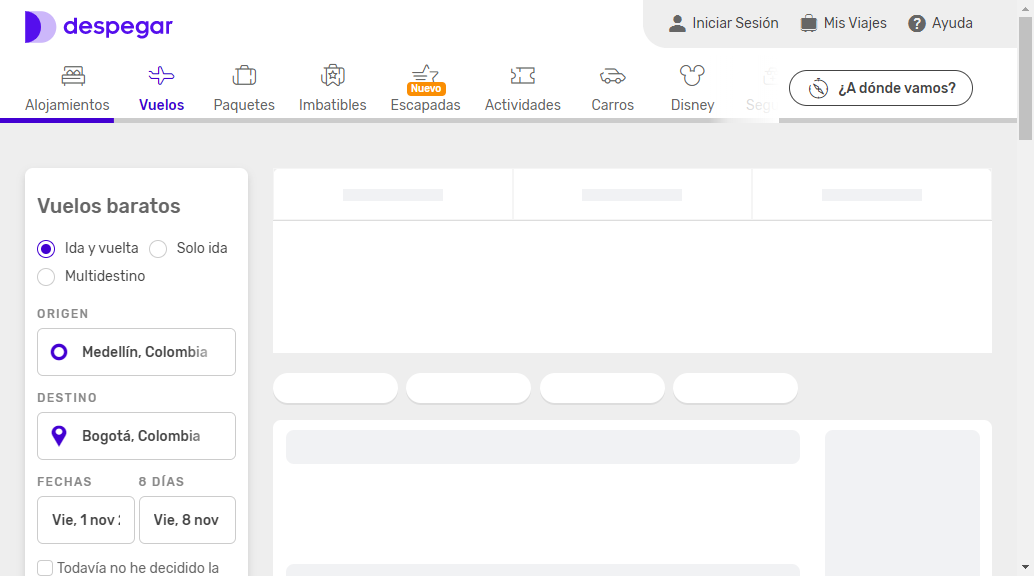 despegar
Iniciar Sesión
Mis Viajes
Ayuda
Alojamientos
Vuelos
Paquetes
Imbatibles
Nuevo
Escapadas
Actividades
Carros
Disney
¿A dónde vamos?
Vuelos baratos
Ida y vuelta
Solo ida
Multidestino
ORIGEN
Medellín, Colombia
DESTINO
Bogotá, Colombia
FECHAS
8 DÍAS
Vie, 1 nov
Vie, 8 nov
Todavía no he decidido la